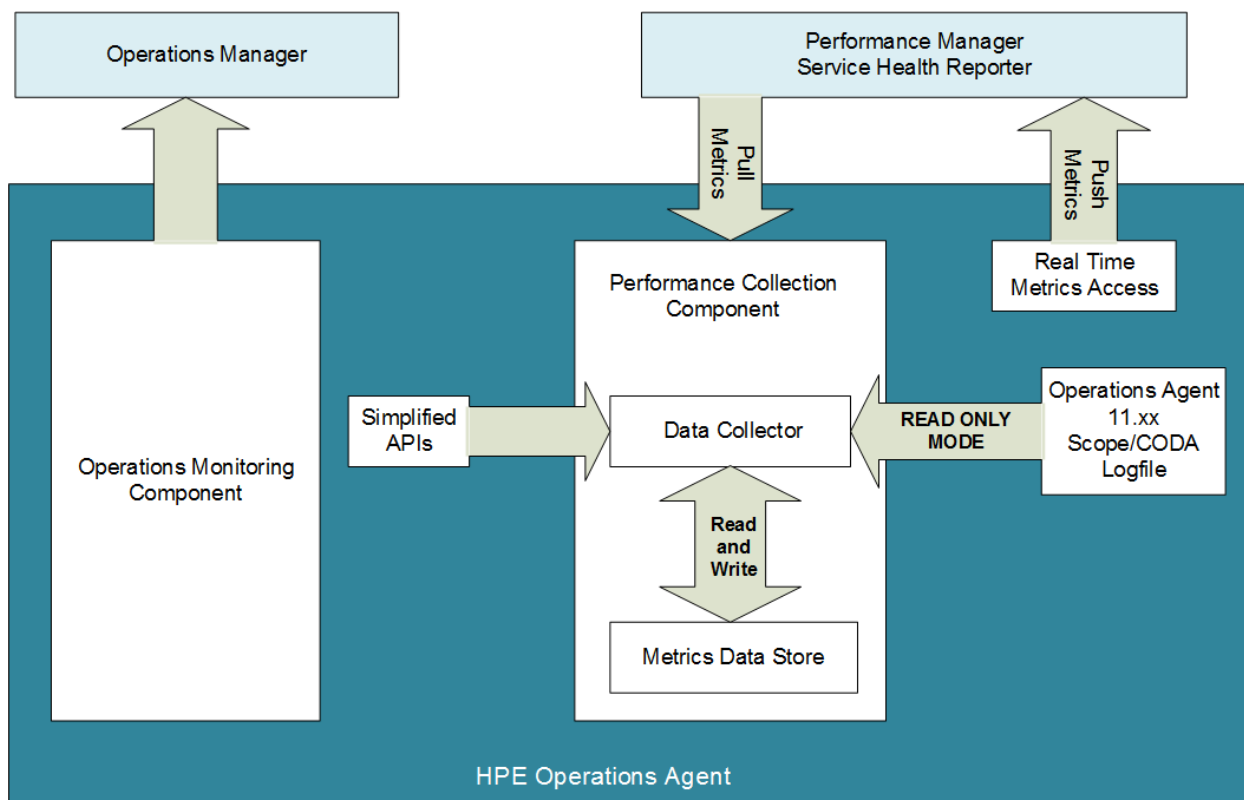 Operations Manager
Performance Manager
Service Health Reporter
Pull
Metrics
Push
Metrics
Real Time
Metrics Access
Performance Collection
Component
Operations Monitoring
Component
Simplified
APIs
Data Collector
READ ONLY
MODE
Operations Agent
11.xx
Scope/CODA
Logfile
Read
and
Write
Metrics Data Store
HPE Operations Agent